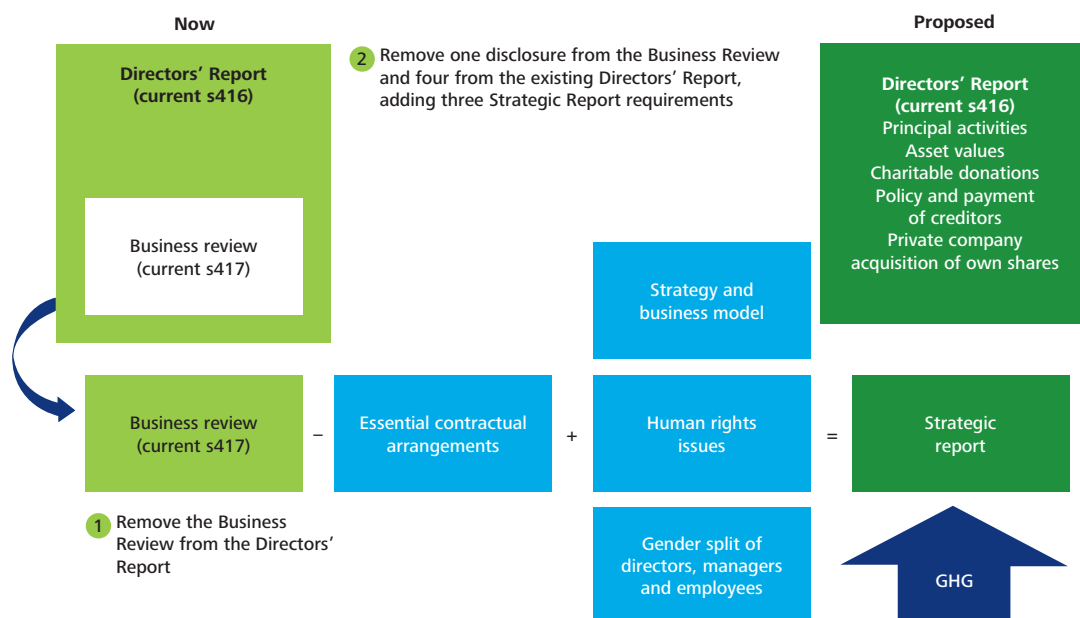 Now
Proposed
Directors’ Report
(current s416)
Business review
(current s417)
2 Remove one disclosure from the Business Review
and four from the existing Directors’ Report,
adding three Strategic Report requirements
Directors’ Report
(current s416)
Principal activities
Asset values
Charitable donations
Policy and payment
of creditors
Private company
acquisition of own shares
Strategy and
business model
Business review
(current s417)
–
Essential contractual
arrangements
+
Human rights
issues
=
Strategic
report
1 Remove the Business
Review from the Directors’
Report
Gender split of
directors, managers
and employees
GHG